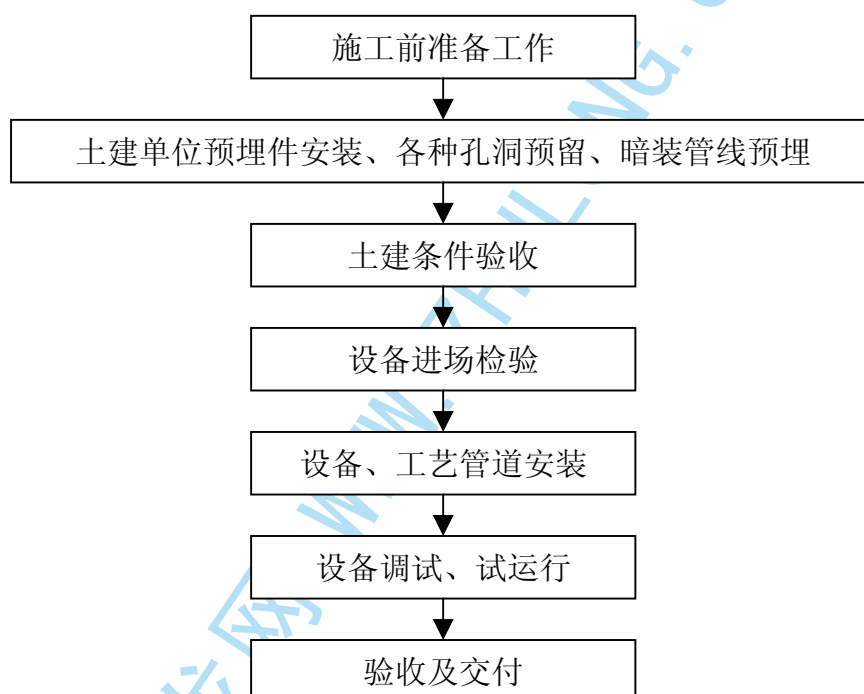 施工前准备工作
土建单位预埋件安装、各种孔洞预留、暗装管线预埋
土建条件验收
设备进场检验
设备、工艺管道安装
设备调试、试运行
验收及交付